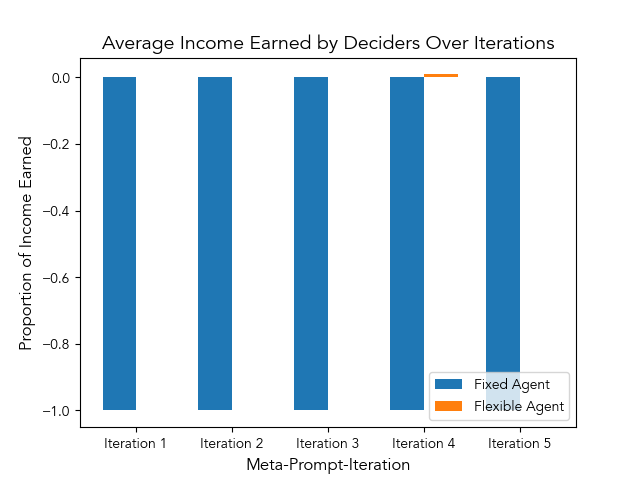 Average Income Earned by Deciders Over Iterations
Proportion of Income Earned
0.0
−0.2
−0.4
−0.6
−0.8
−1.0
Fixed Agent
Flexible Agent
Iteration 1
Iteration 2
Iteration 3
Iteration 4
Iteration 5
Meta-Prompt-Iteration